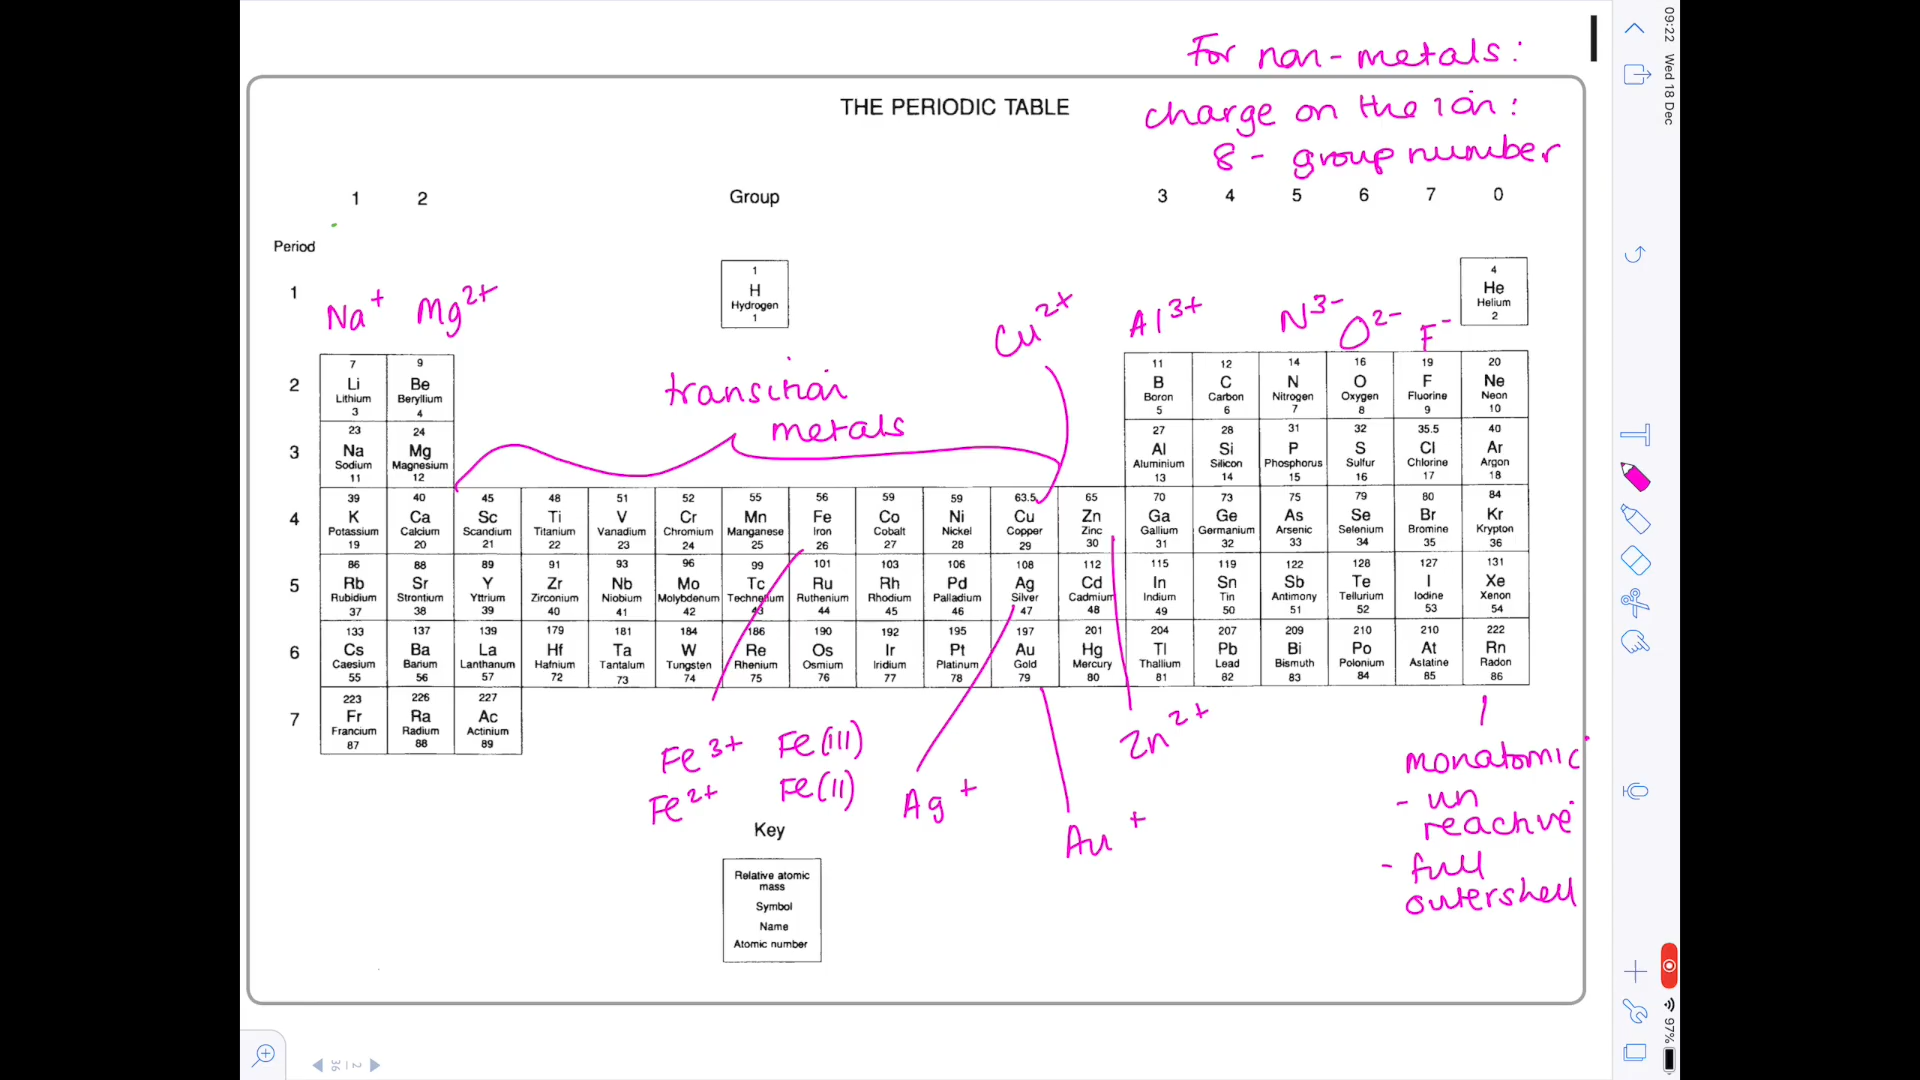 For non-metals:
THE PERIODIC TABLE
charge on the ion:
8 - group number
1 2 Group 3 4 5 6 7 0
Period
1
1 H Hydrogen 1
4 He Helium 2
Na+ Mg2+ Cu2+ Al3+ N3- O2- F-
2
7 Li Lithium 3
9 Be Beryllium 4
11 B Boron 5
12 C Carbon 6
14 N Nitrogen 7
16 O Oxygen 8
19 F Fluorine 9
20 Ne Neon 10
transition
metals
3
23 Na Sodium 11
24 Mg Magnesium 12
27 Al Aluminium 13
28 Si Silicon 14
31 P Phosphorus 15
32 S Sulfur 16
35.5 Cl Chlorine 17
40 Ar Argon 18
4
39 K Potassium 19
40 Ca Calcium 20
45 Sc Scandium 21
48 Ti Titanium 22
51 V Vanadium 23
52 Cr Chromium 24
55 Mn Manganese 25
56 Fe Iron 26
59 Co Cobalt 27
59 Ni Nickel 28
63.5 Cu Copper 29
65 Zn Zinc 30
70 Ga Gallium 31
73 Ge Germanium 32
75 As Arsenic 33
79 Se Selenium 34
80 Br Bromine 35
84 Kr Krypton 36
5
86 Rb Rubidium 37
88 Sr Strontium 38
89 Y Yttrium 39
91 Zr Zirconium 40
93 Nb Niobium 41
96 Mo Molybdenum 42
99 Tc Technetium 43
101 Ru Ruthenium 44
103 Rh Rhodium 45
106 Pd Palladium 46
108 Ag Silver 47
112 Cd Cadmium 48
115 In Indium 49
119 Sn Tin 50
122 Sb Antimony 51
128 Te Tellurium 52
127 I Iodine 53
131 Xe Xenon 54
6
133 Cs Caesium 55
137 Ba Barium 56
139 La Lanthanum 57
179 Hf Hafnium 72
181 Ta Tantalum 73
184 W Tungsten 74
186 Re Rhenium 75
190 Os Osmium 76
192 Ir Iridium 77
195 Pt Platinum 78
197 Au Gold 79
201 Hg Mercury 80
204 Tl Thallium 81
207 Pb Lead 82
209 Bi Bismuth 83
210 Po Polonium 84
210 At Astatine 85
222 Rn Radon 86
7
223 Fr Francium 87
226 Ra Radium 88
227 Ac Actinium 89
Fe3+ Fe(III)
Fe2+ Fe(II)
Ag+
Au+
Zn2+
monatomic
- un
reactive
- full
outershell
Key
Relative atomic
mass
Symbol
Name
Atomic number
09:22 Wed 18 Dec
97%
2 | 36